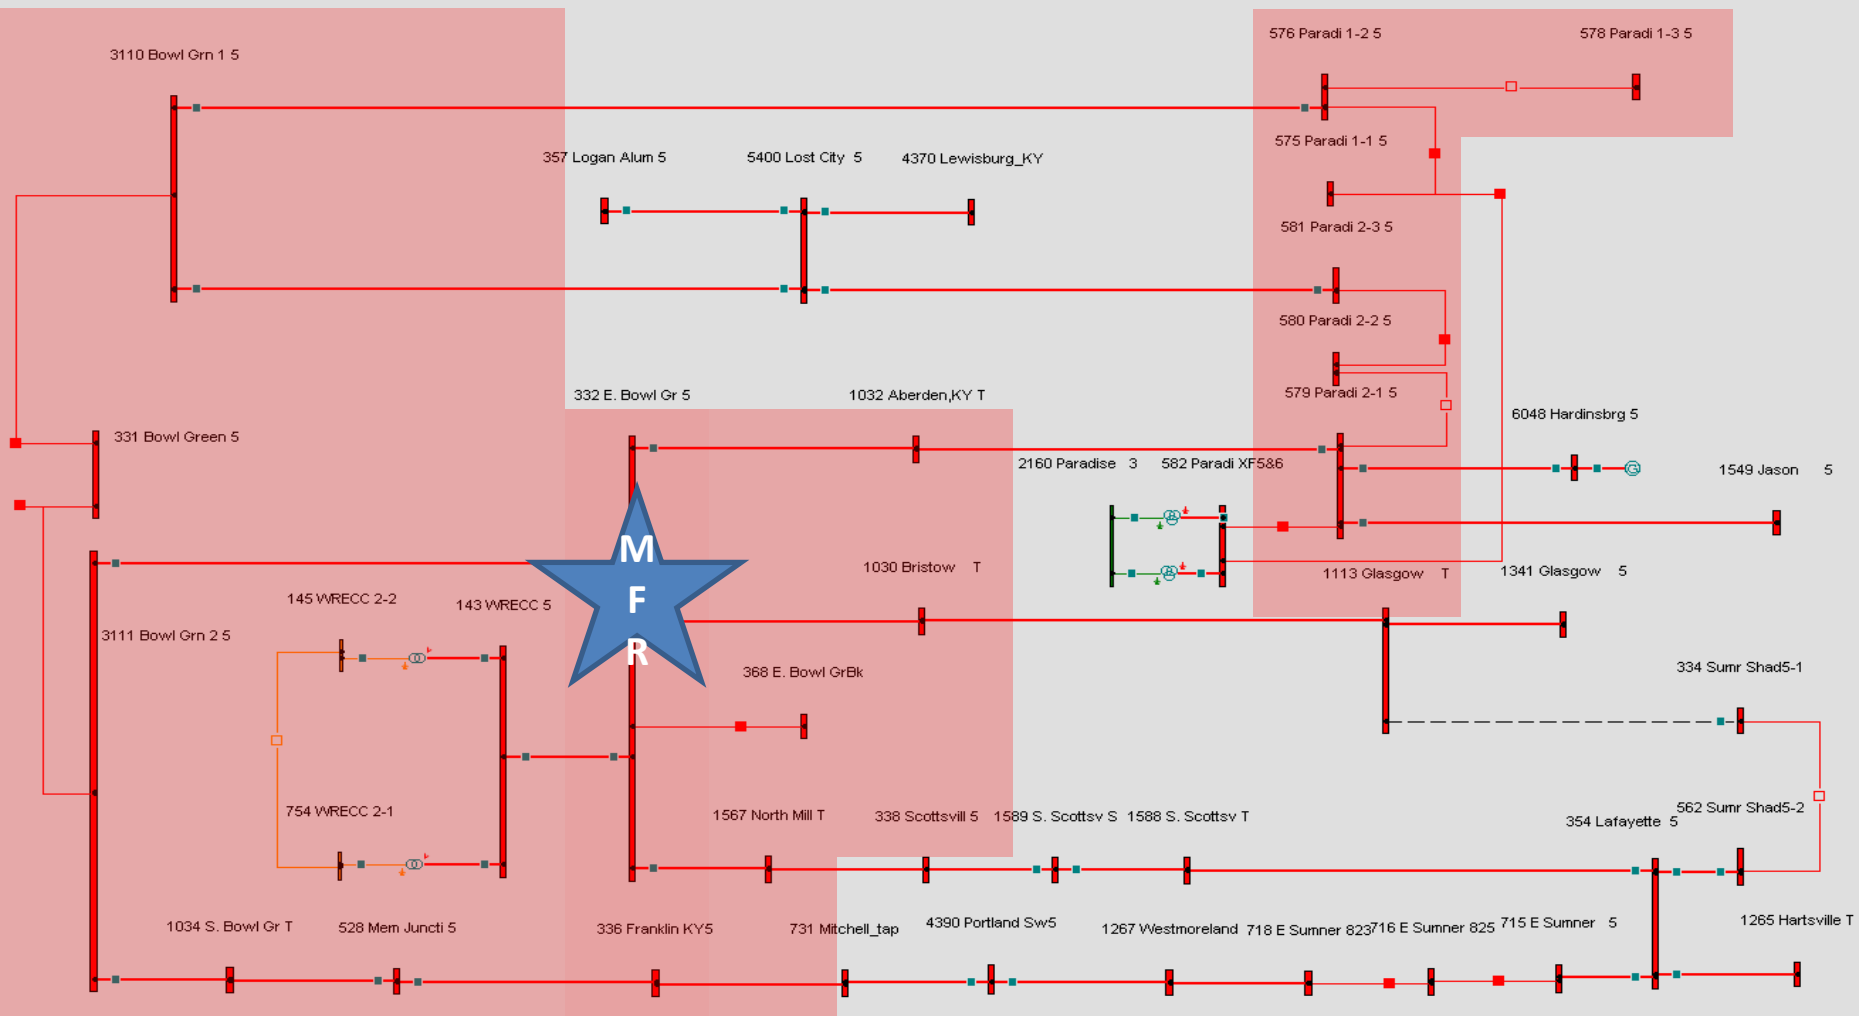 576 Paradi 1-2 5
578 Paradi 1-3 5
3110 Bowl Grn 1 5
575 Paradi 1-1 5
357 Logan Alum 5
5400 Lost City 5
4370 Lewisburg_KY
581 Paradi 2-3 5
580 Paradi 2-2 5
332 E. Bowl Gr 5
1032 Aberden,KY T
579 Paradi 2-1 5
6048 Hardinsbrg 5
331 Bowl Green 5
2160 Paradise 3
582 Paradi XF5&6
G
1549 Jason 5
M
F
R
1030 Bristow T
1113 Glasgow T
1341 Glasgow 5
145 WRECC 2-2
143 WRECC 5
3111 Bowl Grn 2 5
368 E. Bowl GrBk
334 Sumr Shad5-1
754 WRECC 2-1
1567 North Mill T
338 Scottsvill 5
1589 S. Scottsv S
1588 S. Scottsv T
354 Lafayette 5
562 Sumr Shad5-2
1034 S. Bowl Gr T
528 Mem Juncti 5
336 Franklin KY5
731 Mitchell_tap
4390 Portland Sw5
1267 Westmoreland
718 E Sumner 823
716 E Sumner 825
715 E Sumner 5
1265 Hartsville T